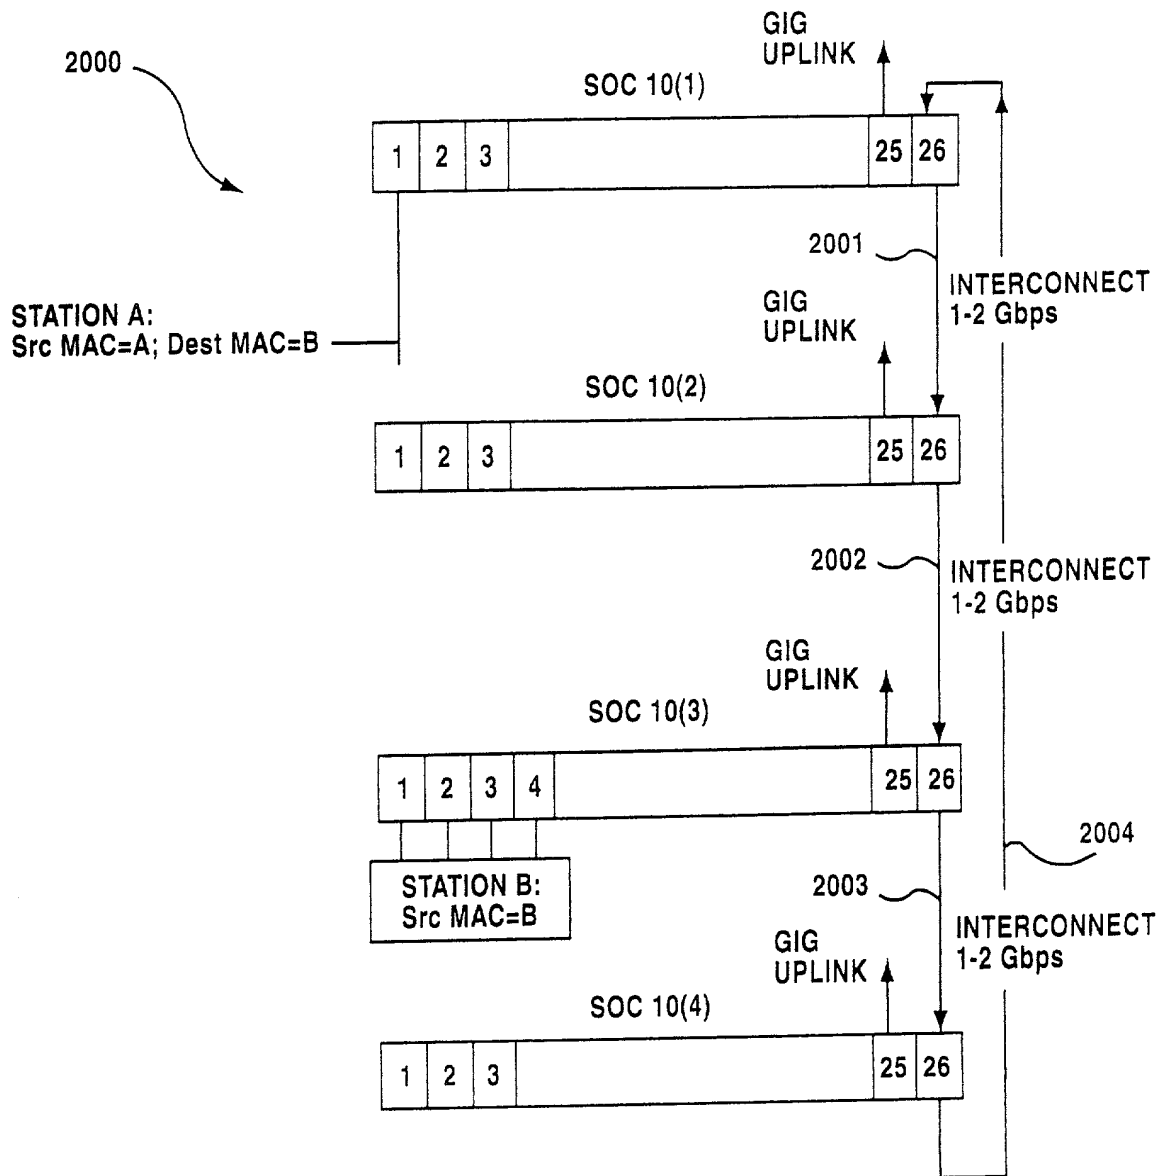 GIG
UPLINK
2000
SOC 10(1)
1 2 3 25 26
2001
INTERCONNECT
1-2 Gbps
STATION A:
Src MAC=A; Dest MAC=B
GIG
UPLINK
SOC 10(2)
1 2 3 25 26
2002
INTERCONNECT
1-2 Gbps
GIG
UPLINK
SOC 10(3)
1 2 3 4 25 26
2004
STATION B:
Src MAC=B
2003
INTERCONNECT
1-2 Gbps
GIG
UPLINK
SOC 10(4)
1 2 3 25 26